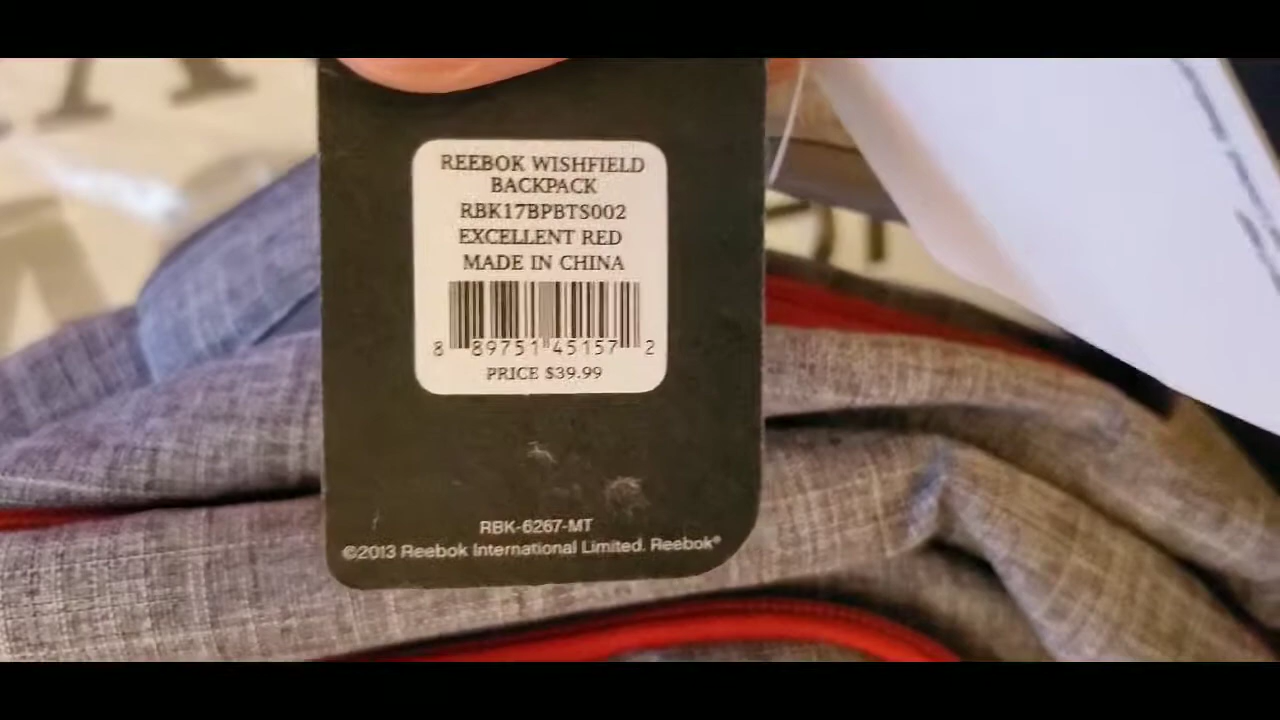 REEBOK WISHFIELD
BACKPACK
RBK17BPBTS002
EXCELLENT RED
MADE IN CHINA
8 89751 45157 2
PRICE $39.99
RBK-6267-MT
©2013 Reebok International Limited. Reebok®